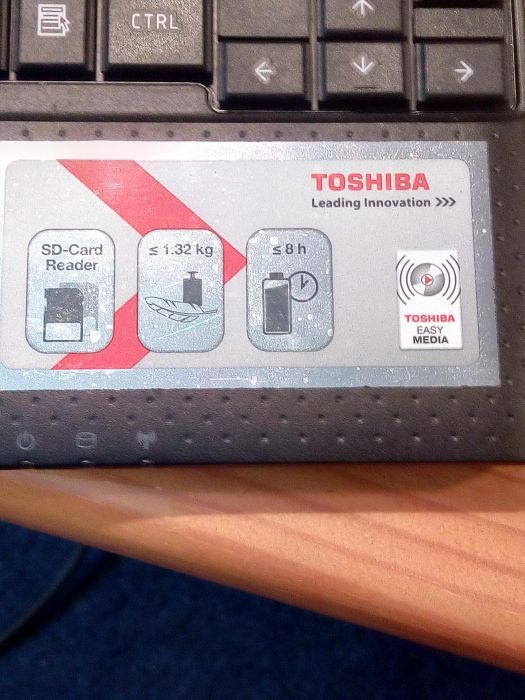 CTRL
TOSHIBA
Leading Innovation >>>
SD-Card
Reader
≤ 1.32 kg
≤ 8 h
TOSHIBA
EASY
MEDIA